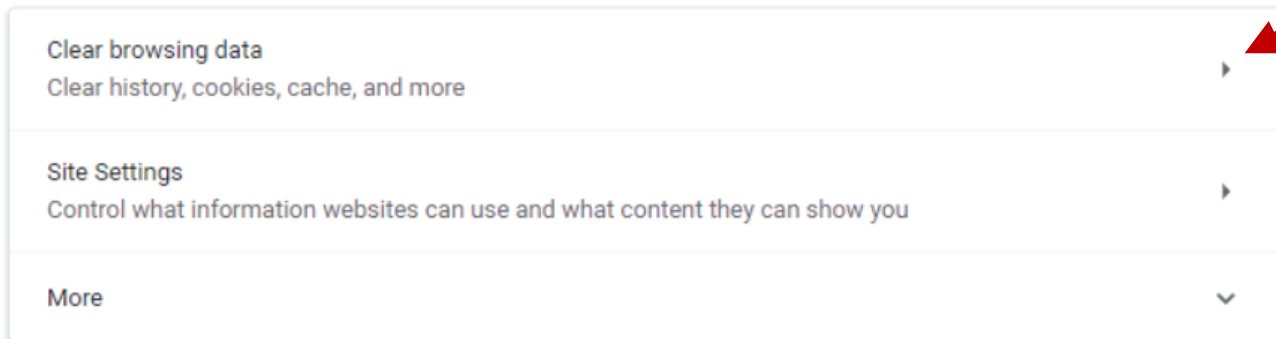 Clear browsing data
Clear history, cookies, cache, and more
Site Settings
Control what information websites can use and what content they can show you
More